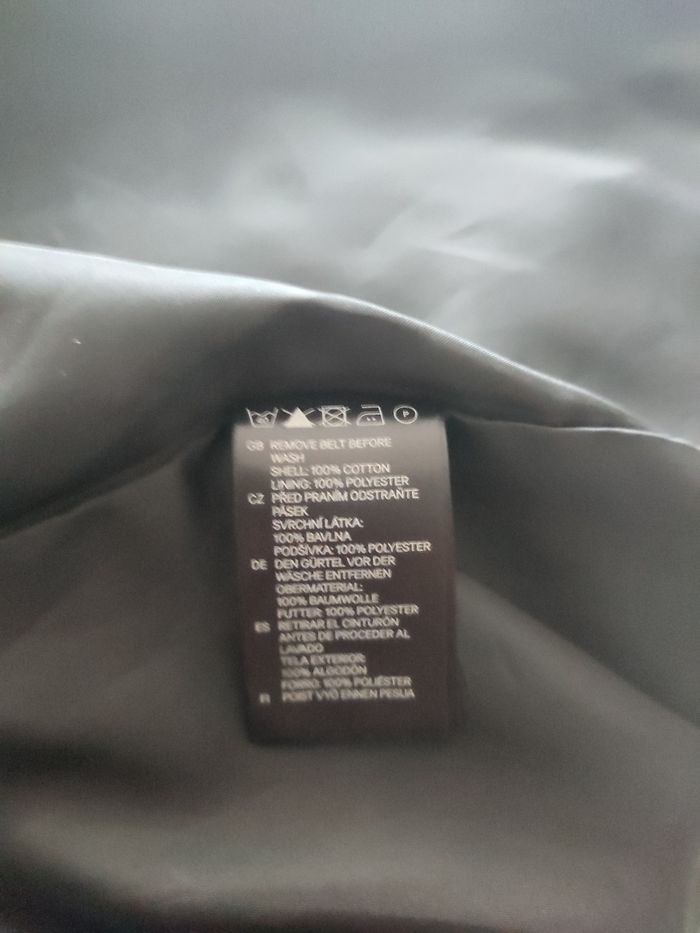 GB REMOVE BELT BEFORE
WASH
SHELL: 100% COTTON
LINING: 100% POLYESTER
CZ PŘED PRANÍM ODSTRAŇTE
PÁSEK
SVRCHNÍ LÁTKA:
100% BAVLNA
PODŠÍVKA: 100% POLYESTER
DE DEN GÜRTEL VOR DER
WÄSCHE ENTFERNEN
OBERMATERIAL:
100% BAUMWOLLE
FUTTER: 100% POLYESTER
ES RETIRAR EL CINTURÓN
ANTES DE PROCEDER AL
LAVADO
TELA EXTERIOR:
100% ALGODÓN
FORRO: 100% POLIÉSTER
FI POIST VYÖ ENNEN PESUA